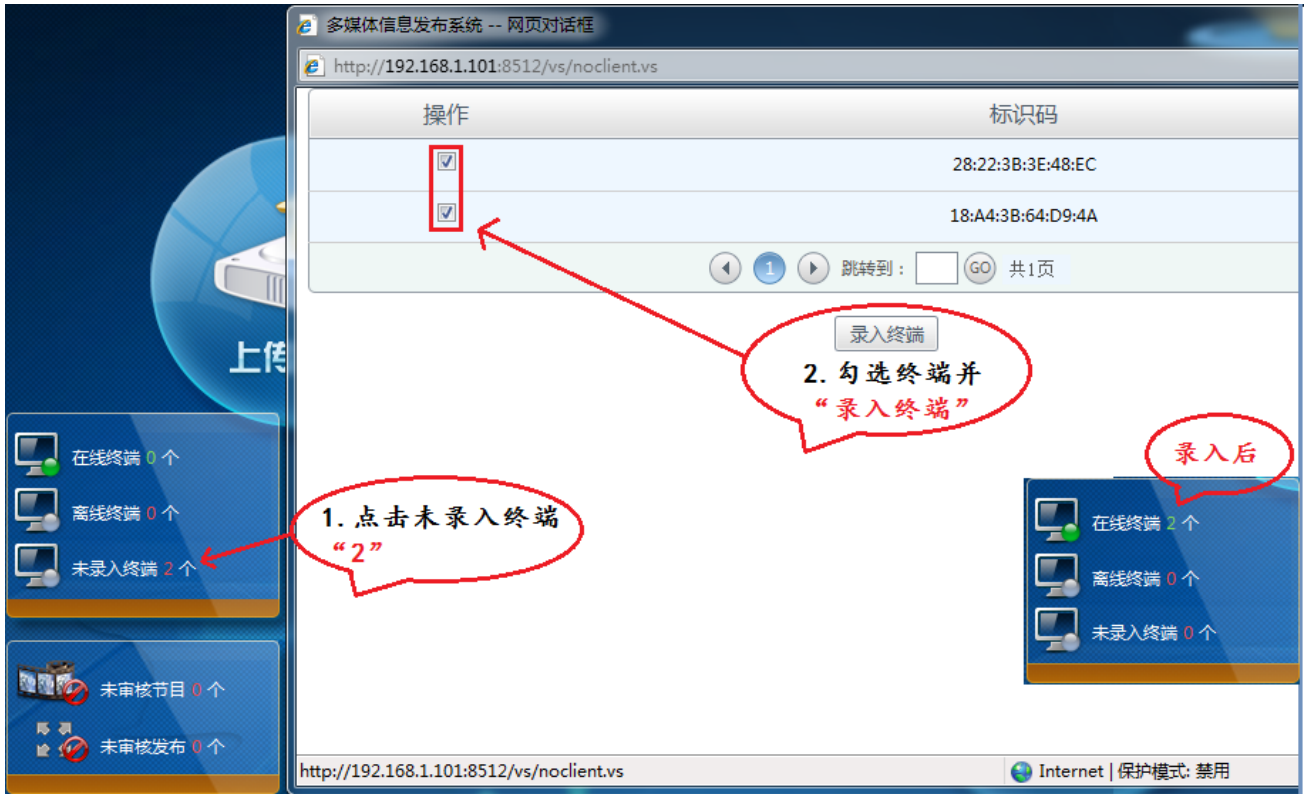 多媒体信息发布系统 -- 网页对话框
http://192.168.1.101:8512/vs/noclient.vs
操作 标识码
28:22:3B:3E:48:EC
18:A4:3B:64:D9:4A
1 跳转到： GO 共1页
录入终端
2. 勾选终端并
“录入终端”
上传
在线终端 0 个
离线终端 0 个
未录入终端 2 个
1. 点击未录入终端
“2”
录入后
在线终端 2 个
离线终端 0 个
未录入终端 0 个
未审核节目 0 个
未审核发布 0 个
http://192.168.1.101:8512/vs/noclient.vs
Internet | 保护模式: 禁用